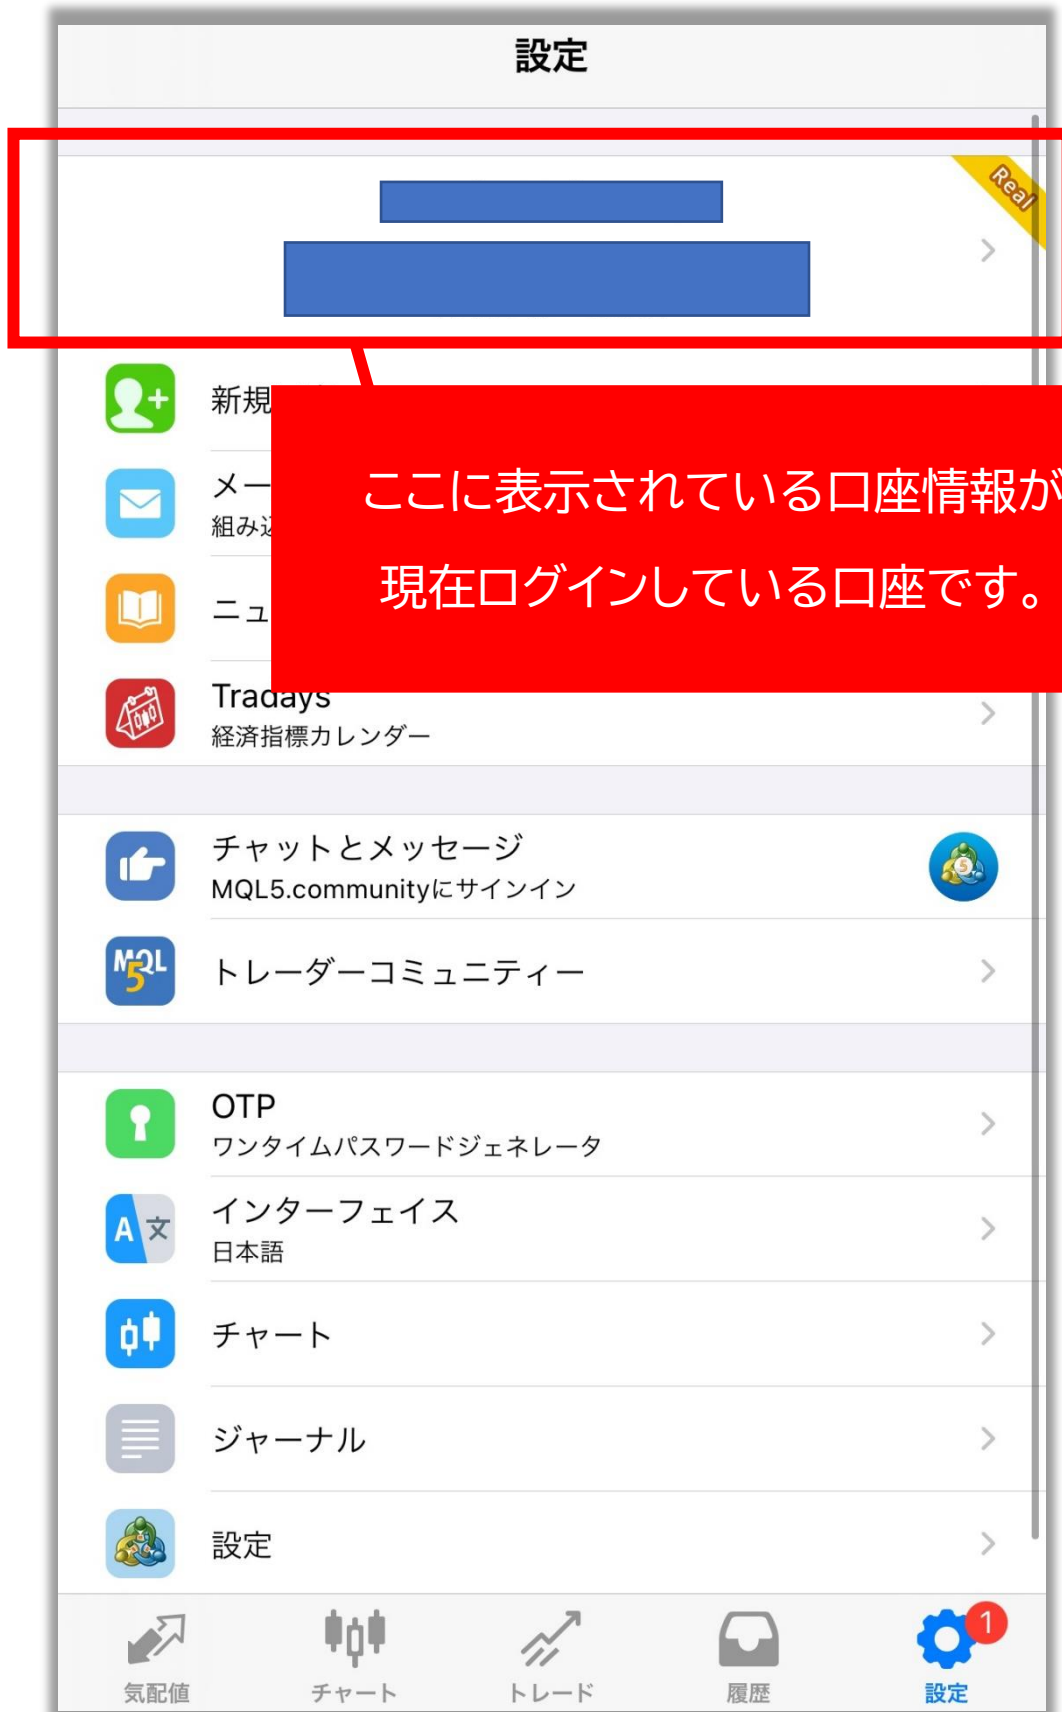 設定
Real
新規
メー
組み込
ニュ
ここに表示されている口座情報が
現在ログインしている口座です。
Tradays
経済指標カレンダー
チャットとメッセージ
MQL5.communityにサインイン
5
MQL
5
トレーダーコミュニティー
OTP
ワンタイムパスワードジェネレータ
A文
インターフェイス
日本語
チャート
ジャーナル
設定
1
気配値
チャート
トレード
履歴
設定